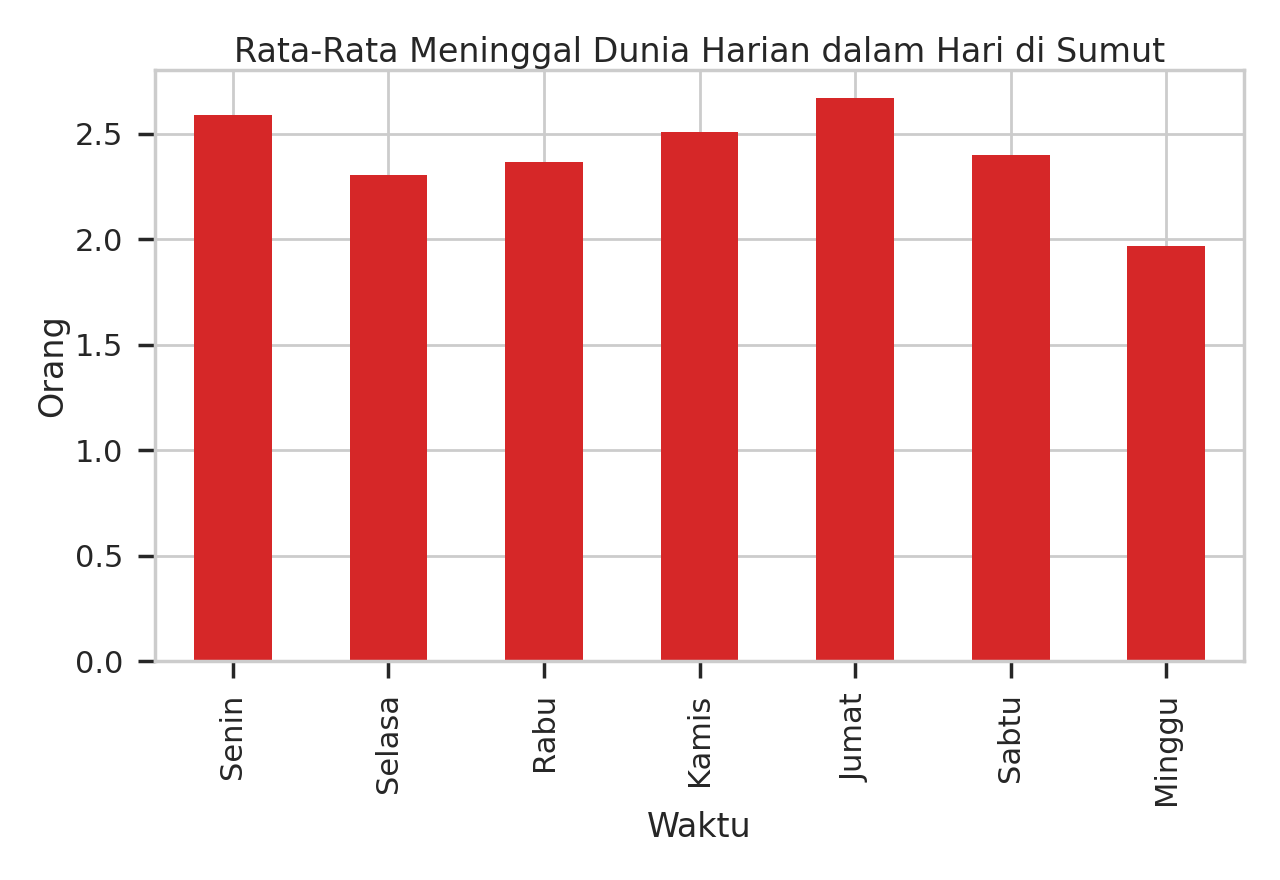 Rata-Rata Meninggal Dunia Harian dalam Hari di Sumut
2.5
2.0
1.5
1.0
0.5
0.0
Orang
Senin
Selasa
Rabu
Kamis
Jumat
Sabtu
Minggu
Waktu